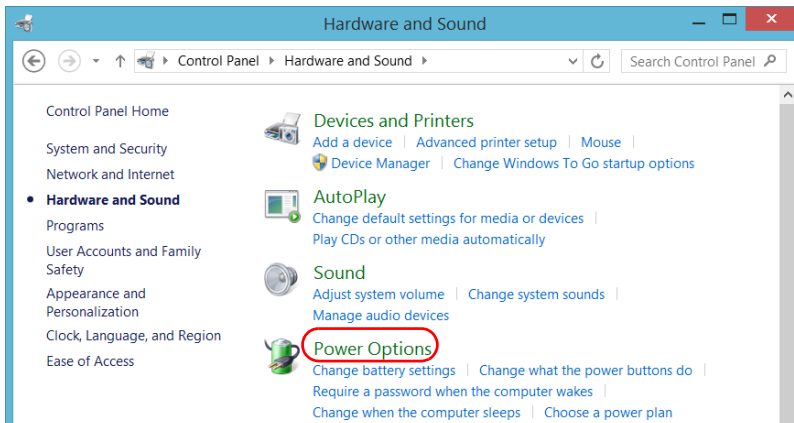 Hardware and Sound
Control Panel Hardware and Sound
Search Control Panel
Control Panel Home
System and Security
Network and Internet
Hardware and Sound
Programs
User Accounts and Family
Safety
Appearance and
Personalization
Clock, Language, and Region
Ease of Access
Devices and Printers
Add a device Advanced printer setup Mouse
Device Manager Change Windows To Go startup options
AutoPlay
Change default settings for media or devices
Play CDs or other media automatically
Sound
Adjust system volume Change system sounds
Manage audio devices
Power Options
Change battery settings Change what the power buttons do
Require a password when the computer wakes
Change when the computer sleeps Choose a power plan